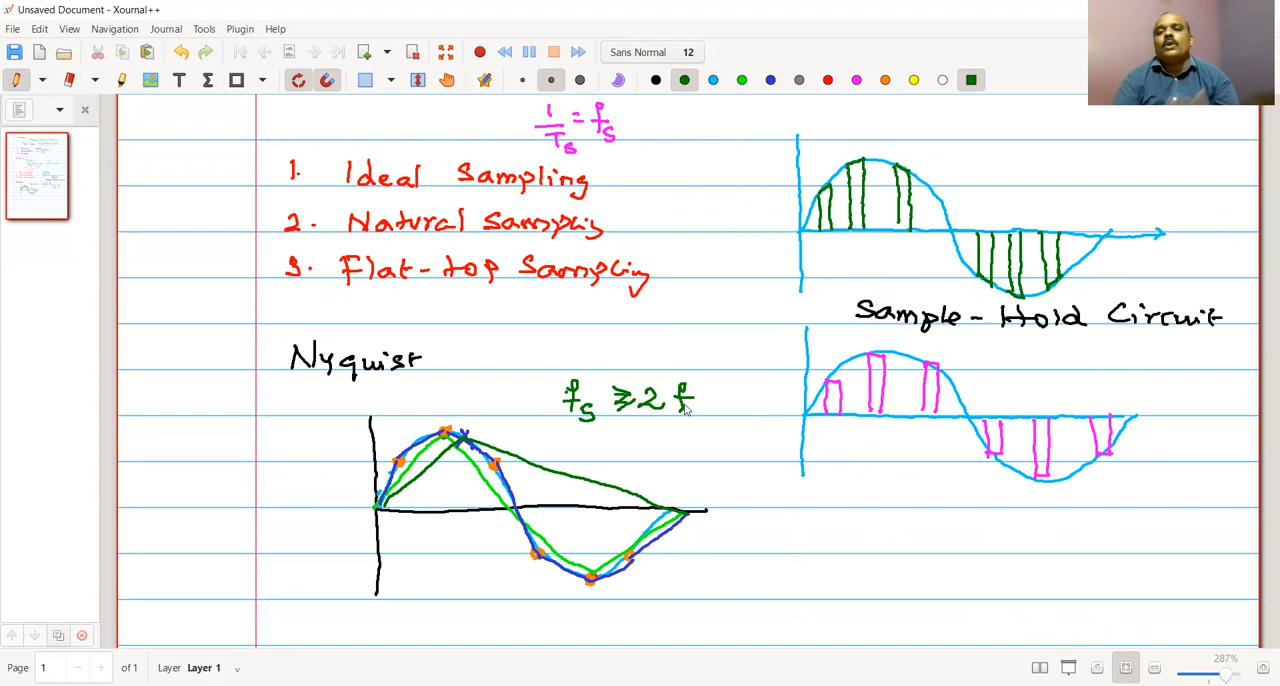 Unsaved Document - Xournal++
File Edit View Navigation Journal Tools Plugin Help
Sans Normal 12
1/Ts = fs
1. Ideal Sampling
2. Natural Sampling
3. Flat-top Sampling
Sample-Hold Circuit
Nyquist
fs ≥ 2 f
287%
Page 1 of 1 Layer Layer 1